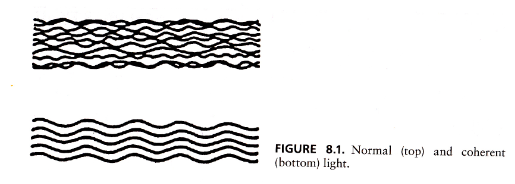 FIGURE 8.1. Normal (top) and coherent
(bottom) light.